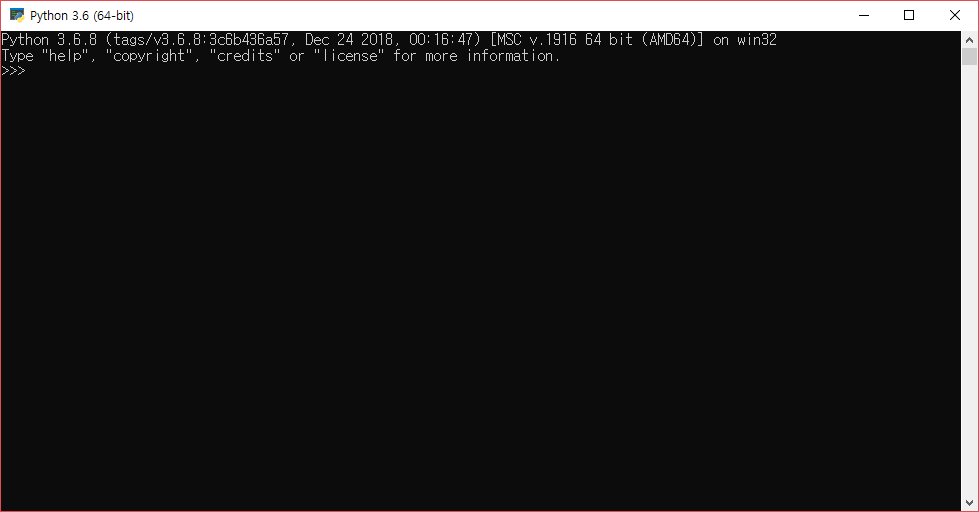 Python 3.6 (64-bit)
Python 3.6.8 (tags/v3.6.8:3c6b436a57, Dec 24 2018, 00:16:47) [MSC v.1916 64 bit (AMD64)] on win32
Type "help", "copyright", "credits" or "license" for more information.
>>>